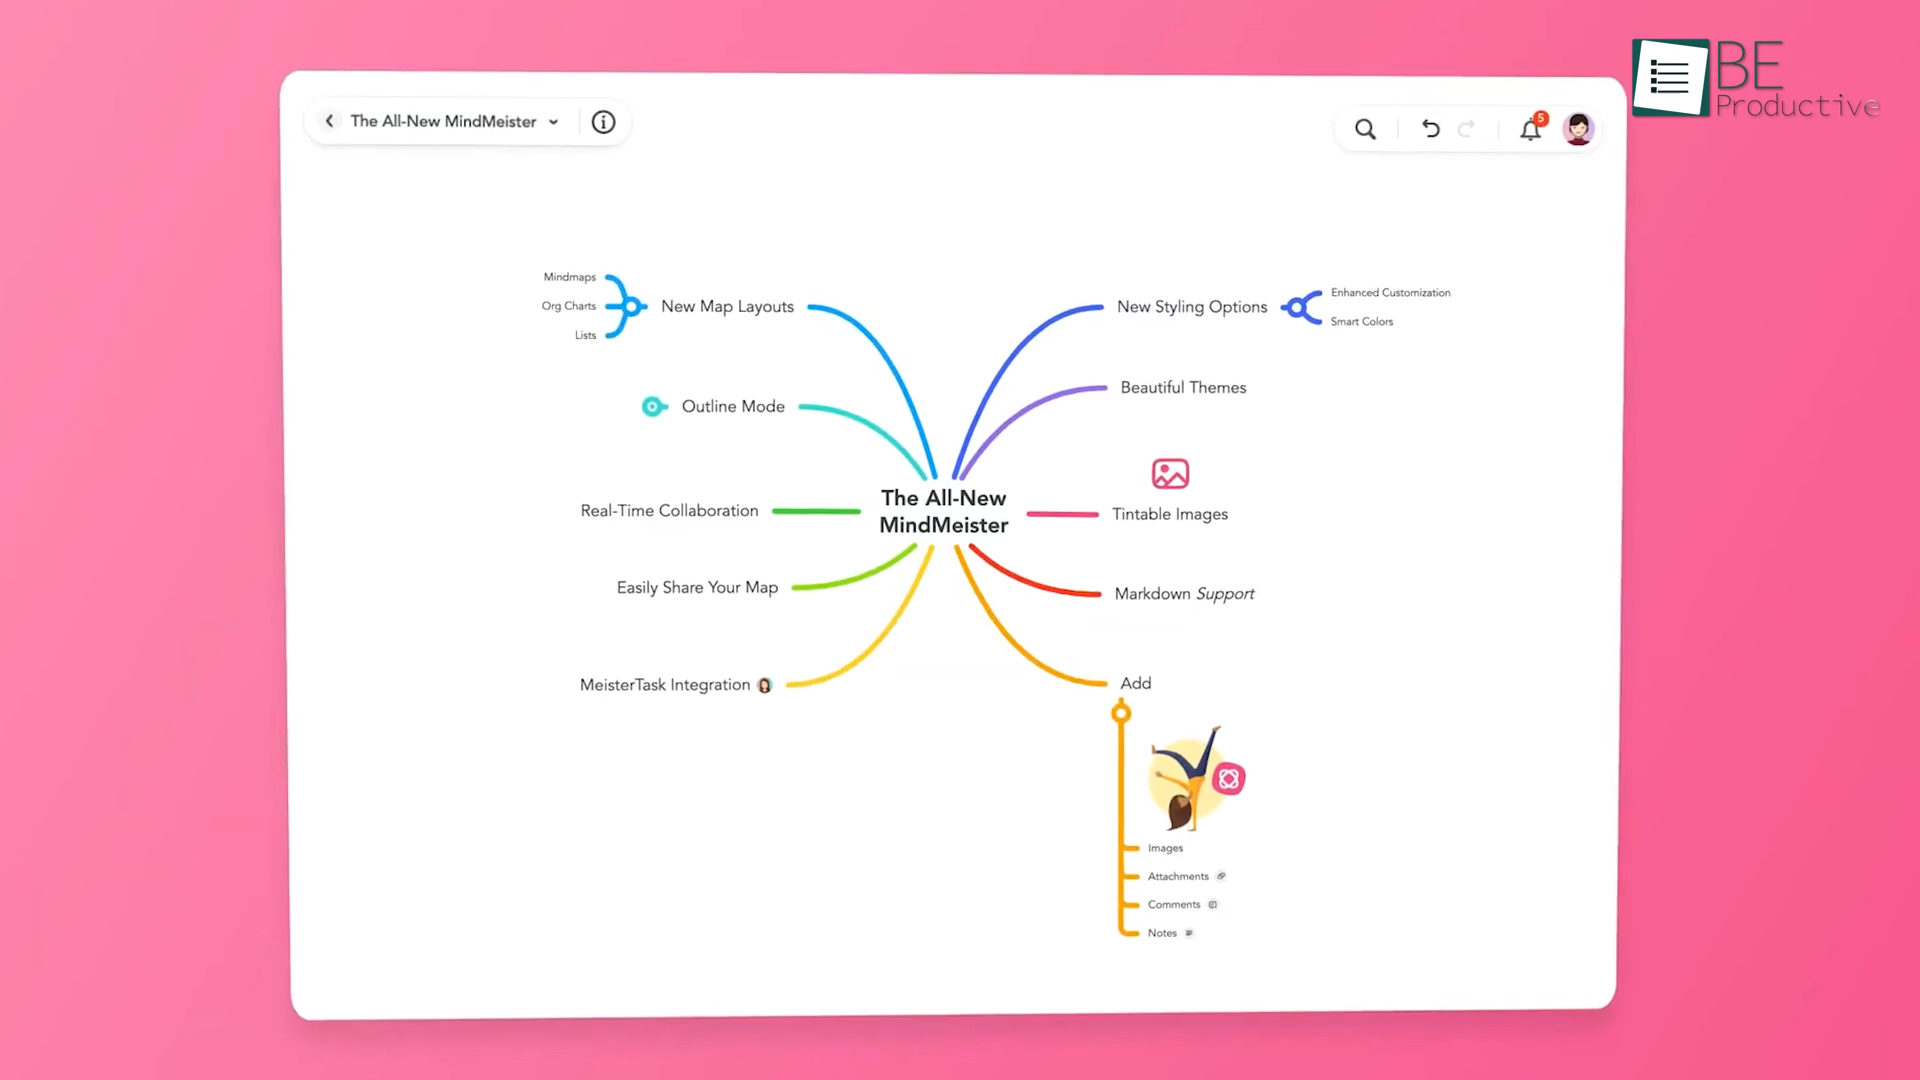 BE
Productive
The All-New MindMeister
5
Mindmaps
Org Charts
Lists
New Map Layouts
Outline Mode
Real-Time Collaboration
Easily Share Your Map
MeisterTask Integration
The All-New
MindMeister
New Styling Options
Enhanced Customization
Smart Colors
Beautiful Themes
Tintable Images
Markdown Support
Add
Images
Attachments
Comments
Notes